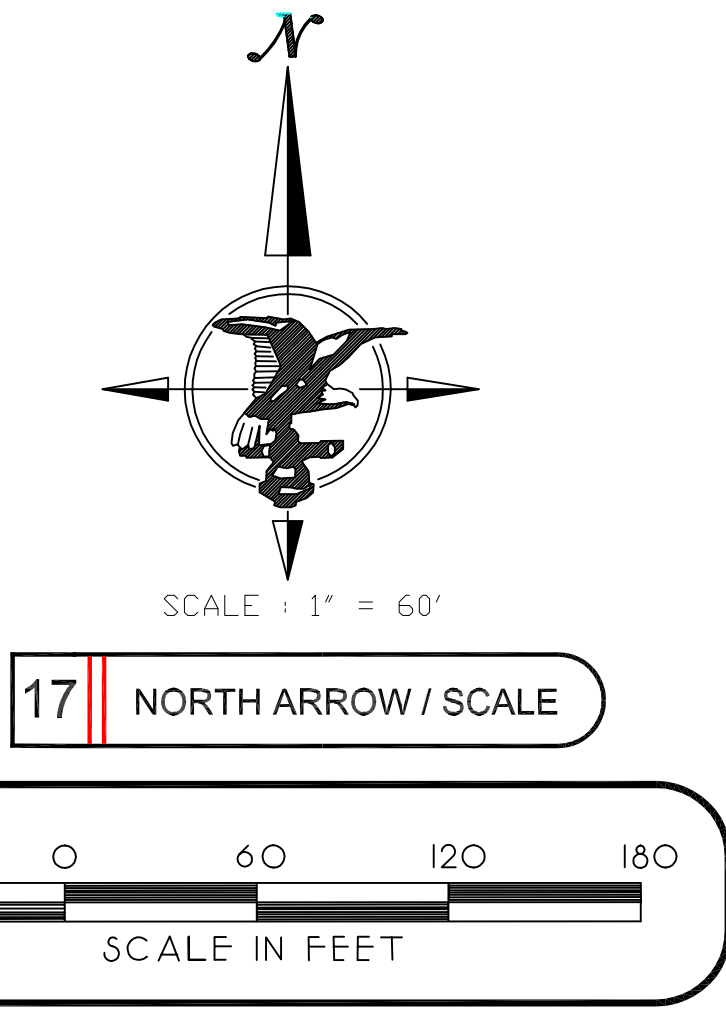 N
SCALE : 1" = 60'
17 NORTH ARROW / SCALE
0 60 120 180
SCALE IN FEET